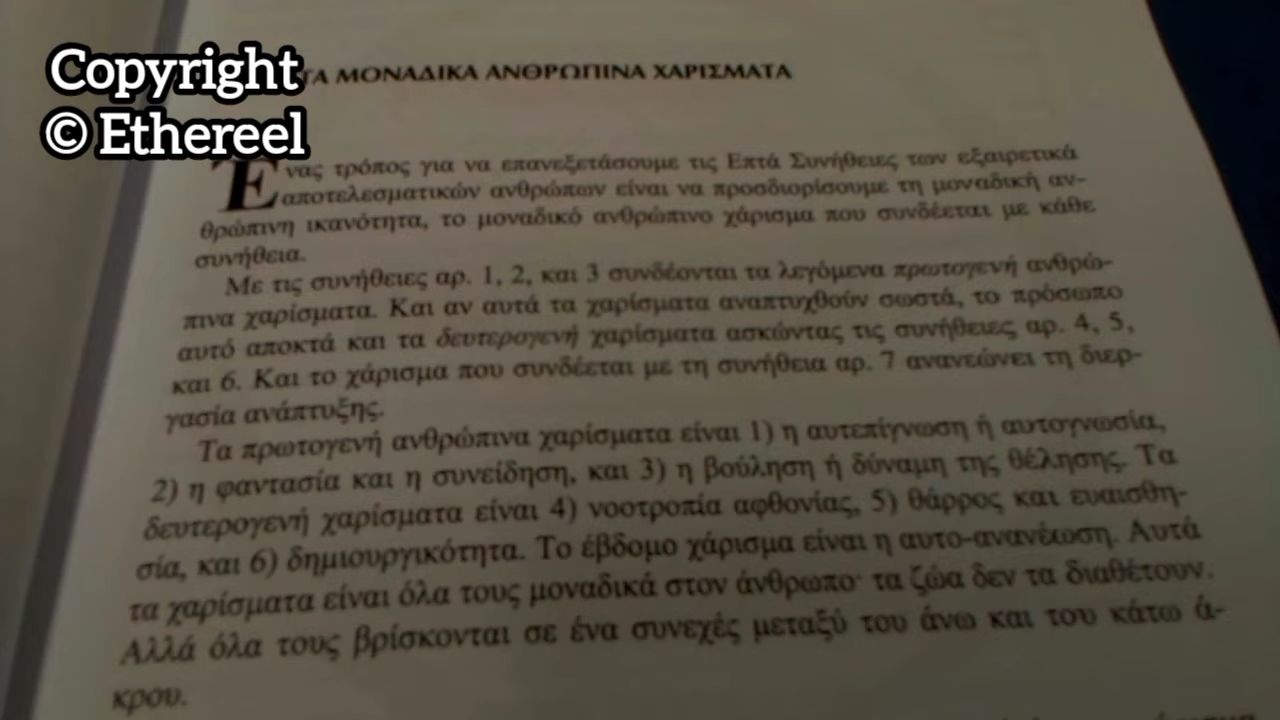 Copyright
© Ethereel
ΤΑ ΜΟΝΑΔΙΚΑ ΑΝΘΡΩΠΙΝΑ ΧΑΡΙΣΜΑΤΑ
Ένας τρόπος για να επανεξετάσουμε τις Επτά Συνήθειες των εξαιρετικά
αποτελεσματικών ανθρώπων είναι να προσδιορίσουμε τη μοναδική αν-
θρώπινη ικανότητα, το μοναδικό ανθρώπινο χάρισμα που συνδέεται με κάθε
συνήθεια.
Με τις συνήθειες αρ. 1, 2, και 3 συνδέονται τα λεγόμενα πρωτογενή ανθρώ-
πινα χαρίσματα. Και αν αυτά τα χαρίσματα αναπτυχθούν σωστά, το πρόσωπο
αυτό αποκτά και τα δευτερογενή χαρίσματα ασκώντας τις συνήθειες αρ. 4, 5,
και 6. Και το χάρισμα που συνδέεται με τη συνήθεια αρ. 7 ανανεώνει τη διερ-
γασία ανάπτυξης.
Τα πρωτογενή ανθρώπινα χαρίσματα είναι 1) η αυτεπίγνωση ή αυτογνωσία,
2) η φαντασία και η συνείδηση, και 3) η βούληση ή δύναμη της θέλησης. Τα
δευτερογενή χαρίσματα είναι 4) νοοτροπία αφθονίας, 5) θάρρος και ευαισθη-
σία, και 6) δημιουργικότητα. Το έβδομο χάρισμα είναι η αυτο-ανανέωση. Αυτά
τα χαρίσματα είναι όλα τους μοναδικά στον άνθρωπο· τα ζώα δεν τα διαθέτουν.
Αλλά όλα τους βρίσκονται σε ένα συνεχές μεταξύ του άνω και του κάτω ά-
κρου.